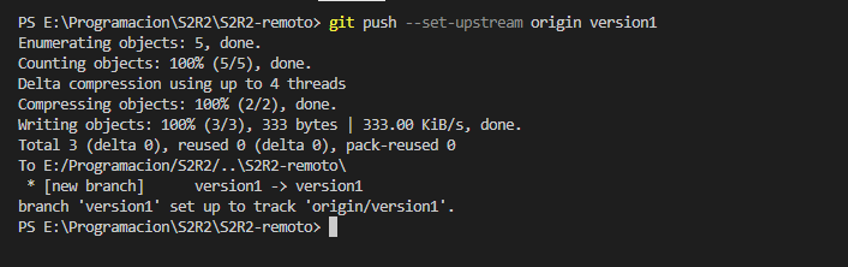 PS E:\Programacion\S2R2\S2R2-remoto> git push --set-upstream origin version1
Enumerating objects: 5, done.
Counting objects: 100% (5/5), done.
Delta compression using up to 4 threads
Compressing objects: 100% (2/2), done.
Writing objects: 100% (3/3), 333 bytes | 333.00 KiB/s, done.
Total 3 (delta 0), reused 0 (delta 0), pack-reused 0
To E:/Programacion/S2R2/..\S2R2-remoto\
 * [new branch]      version1 -> version1
branch 'version1' set up to track 'origin/version1'.
PS E:\Programacion\S2R2\S2R2-remoto>